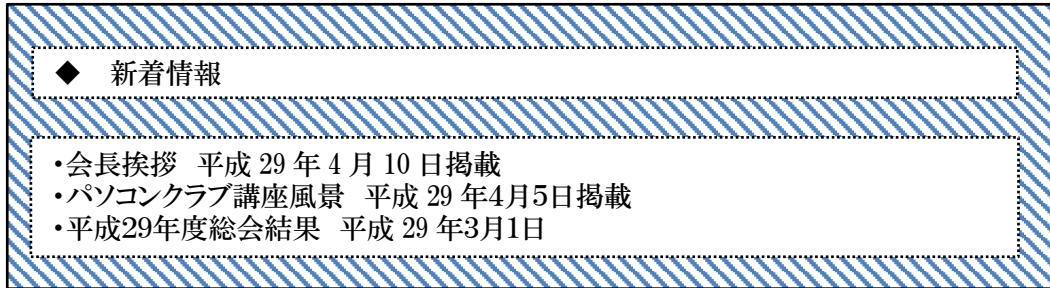 ◆ 新着情報
・会長挨拶 平成 29 年 4 月 10 日掲載
・パソコンクラブ講座風景 平成 29 年4月5日掲載
・平成29年度総会結果 平成 29 年3月1日